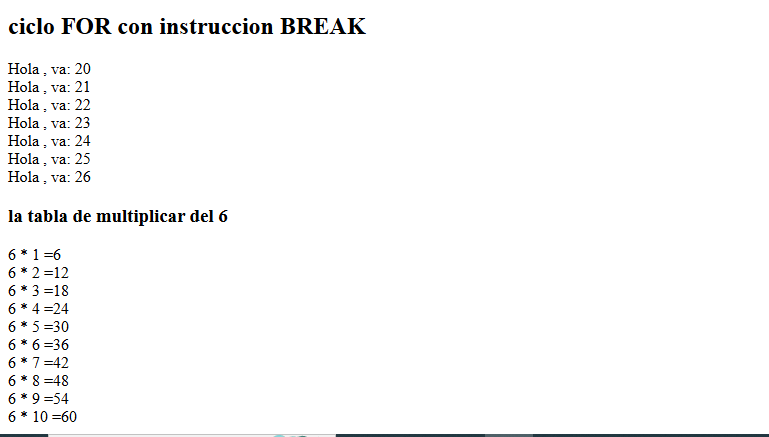 ciclo FOR con instruccion BREAK
Hola , va: 20
Hola , va: 21
Hola , va: 22
Hola , va: 23
Hola , va: 24
Hola , va: 25
Hola , va: 26
la tabla de multiplicar del 6
6 * 1 =6
6 * 2 =12
6 * 3 =18
6 * 4 =24
6 * 5 =30
6 * 6 =36
6 * 7 =42
6 * 8 =48
6 * 9 =54
6 * 10 =60